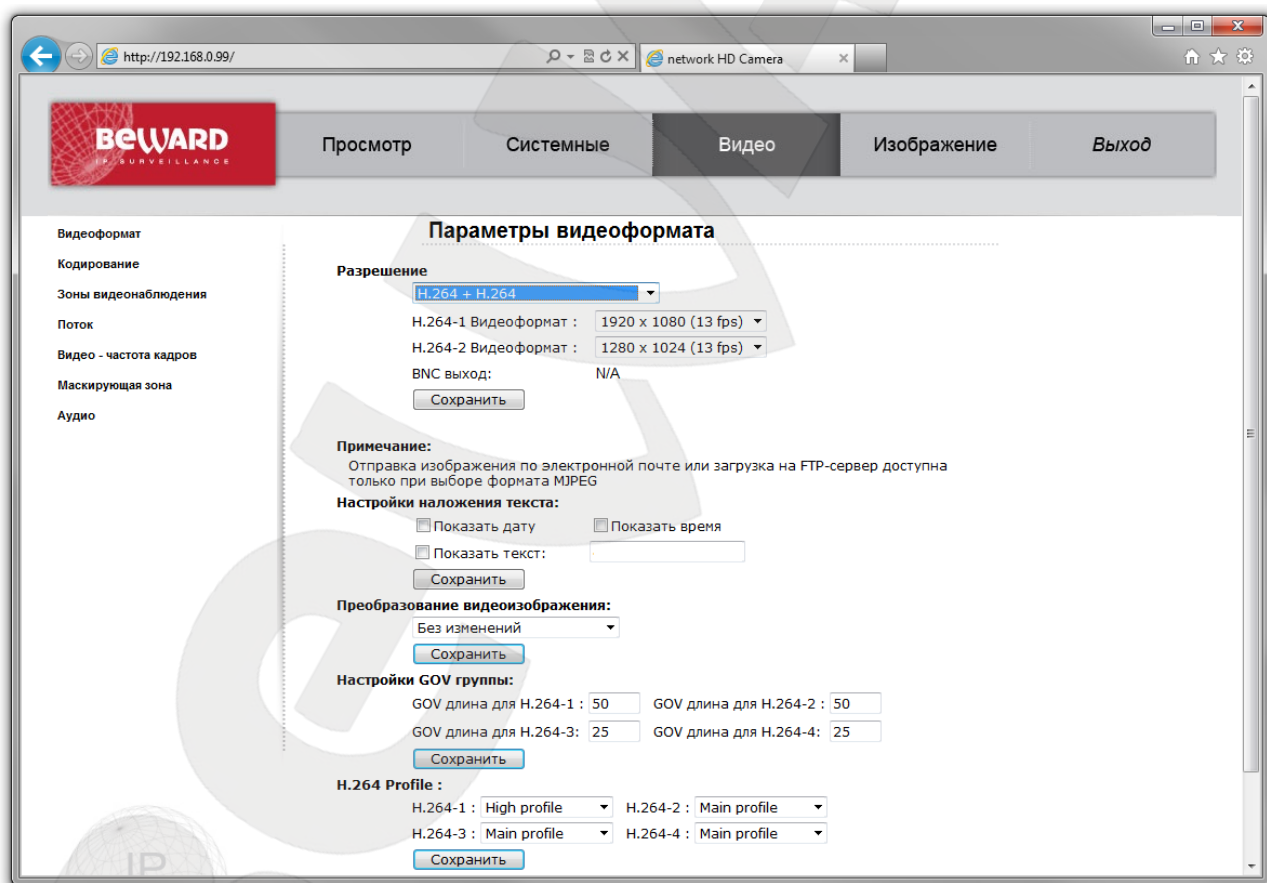 http://192.168.0.99/
network HD Camera
BEWARD
IP SURVEILLANCE
Просмотр
Системные
Видео
Изображение
Выход
Видеоформат
Кодирование
Зоны видеонаблюдения
Поток
Видео - частота кадров
Маскирующая зона
Аудио
Параметры видеоформата
Разрешение
H.264 + H.264
H.264-1 Видеоформат : 1920 x 1080 (13 fps)
H.264-2 Видеоформат : 1280 x 1024 (13 fps)
BNC выход: N/A
Сохранить
Примечание:
Отправка изображения по электронной почте или загрузка на FTP-сервер доступна
только при выборе формата MJPEG
Настройки наложения текста:
Показать дату Показать время
Показать текст:
Сохранить
Преобразование видеоизображения:
Без изменений
Сохранить
Настройки GOV группы:
GOV длина для H.264-1 : 50 GOV длина для H.264-2 : 50
GOV длина для H.264-3: 25 GOV длина для H.264-4: 25
Сохранить
H.264 Profile :
H.264-1 : High profile H.264-2 : Main profile
H.264-3 : Main profile H.264-4 : Main profile
Сохранить
IP